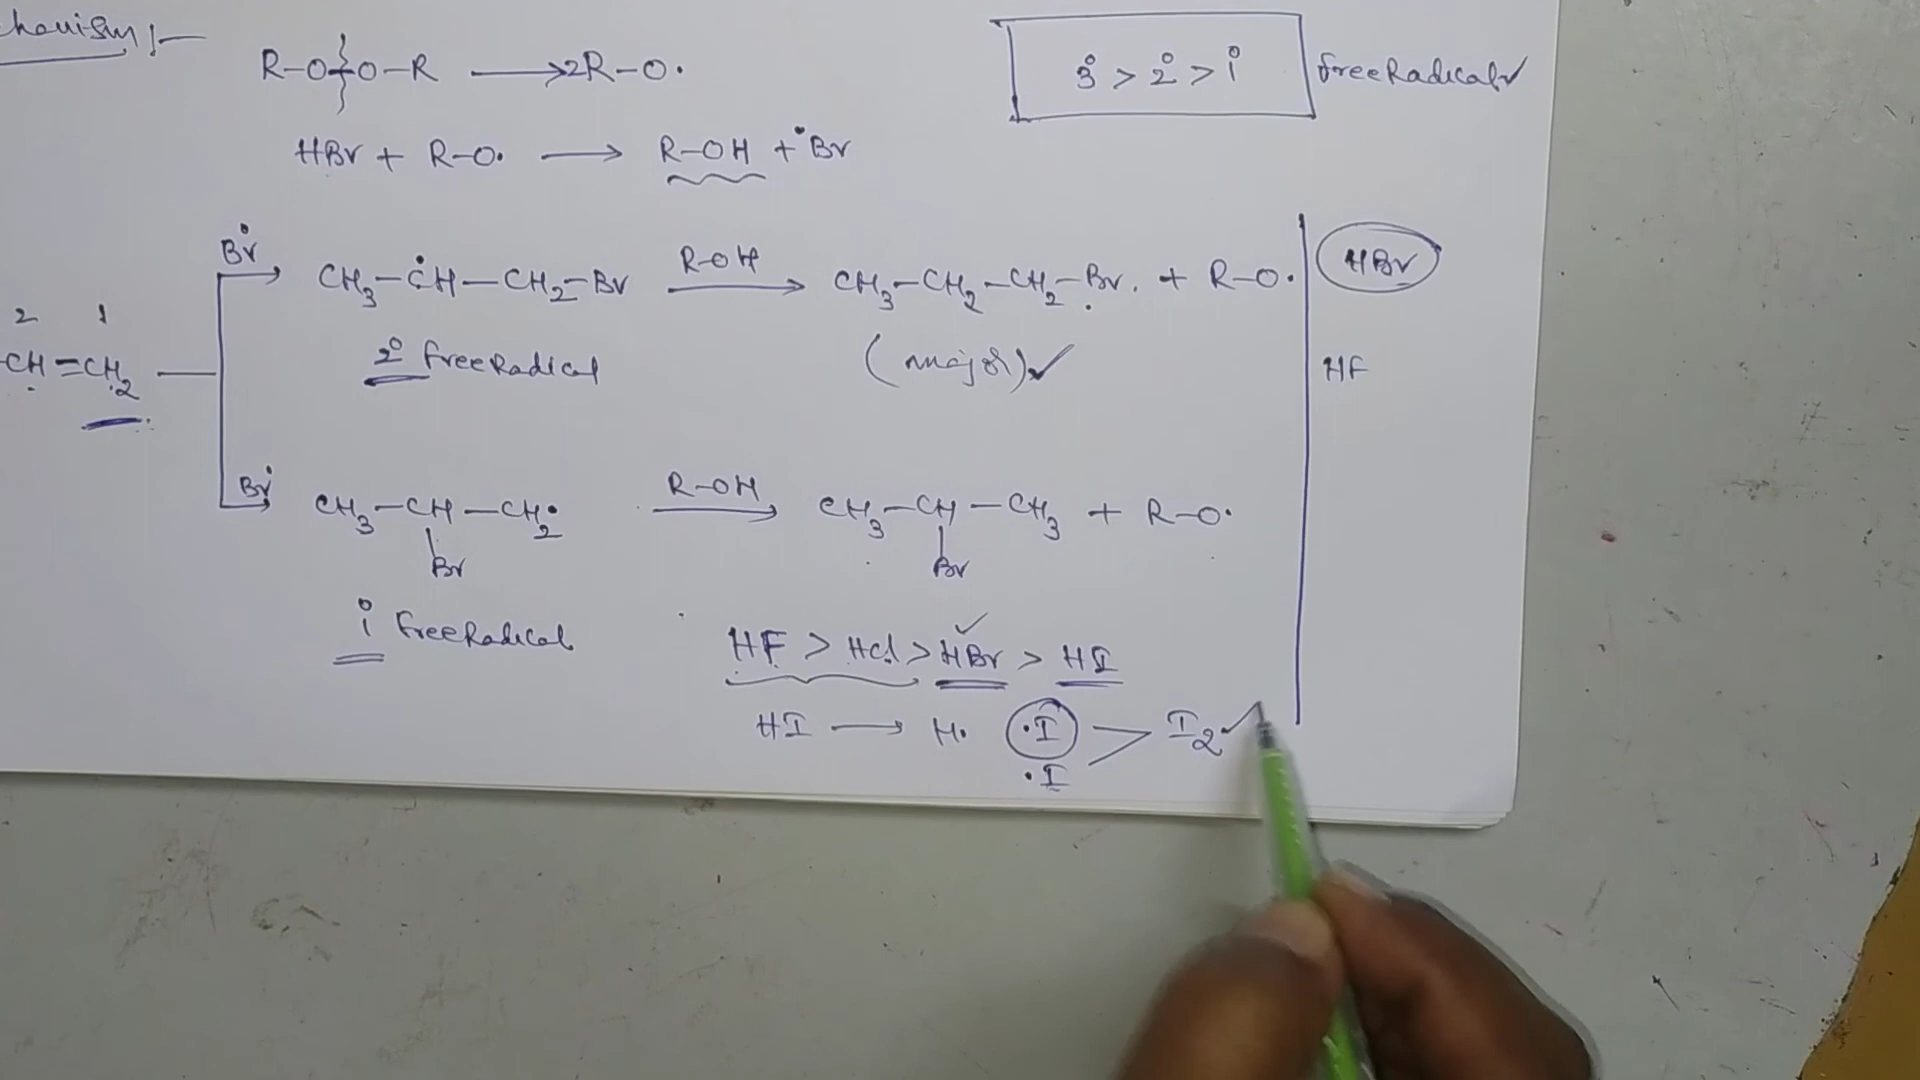 chanism :—
R–O–O–R ⟶ 2R–O•
3° > 2° > 1° free Radical ✓
HBr + R–O• ⟶ R–OH + •Br
Br•
CH3–ĊH–CH2–Br R–OH ⟶ CH3–CH2–CH2–Br + R–O•
HBr
2 1
CH=CH2
2° free Radical
(major) ✓
HF
Br•
CH3–CH–CH2• R–OH ⟶ CH3–CH–CH3 + R–O•
Br Br
1° free Radical
HF > HCl > HBr > HI
HI ⟶ H• •I > I2 ✓
•I